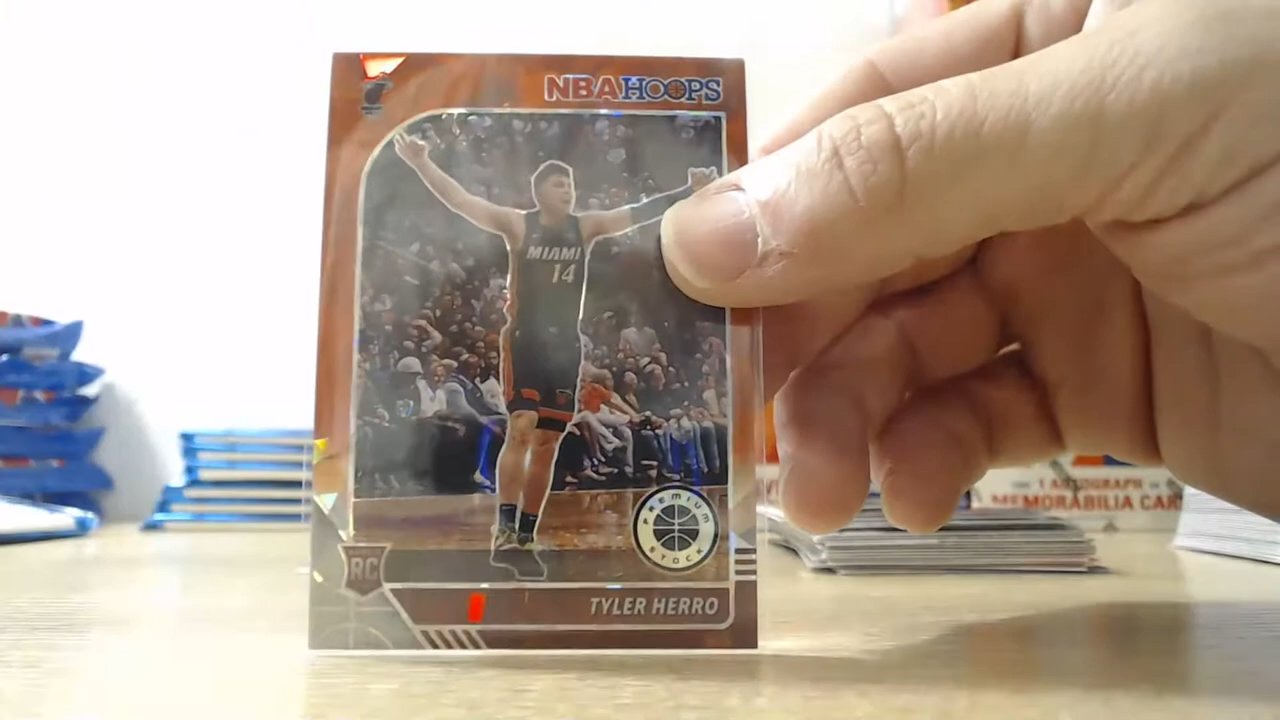 NBA HOOPS
MIAMI
14
PREMIUM
STOCK
RC
TYLER HERRO
1 AUTOGRAPH
MEMORABILIA CAR